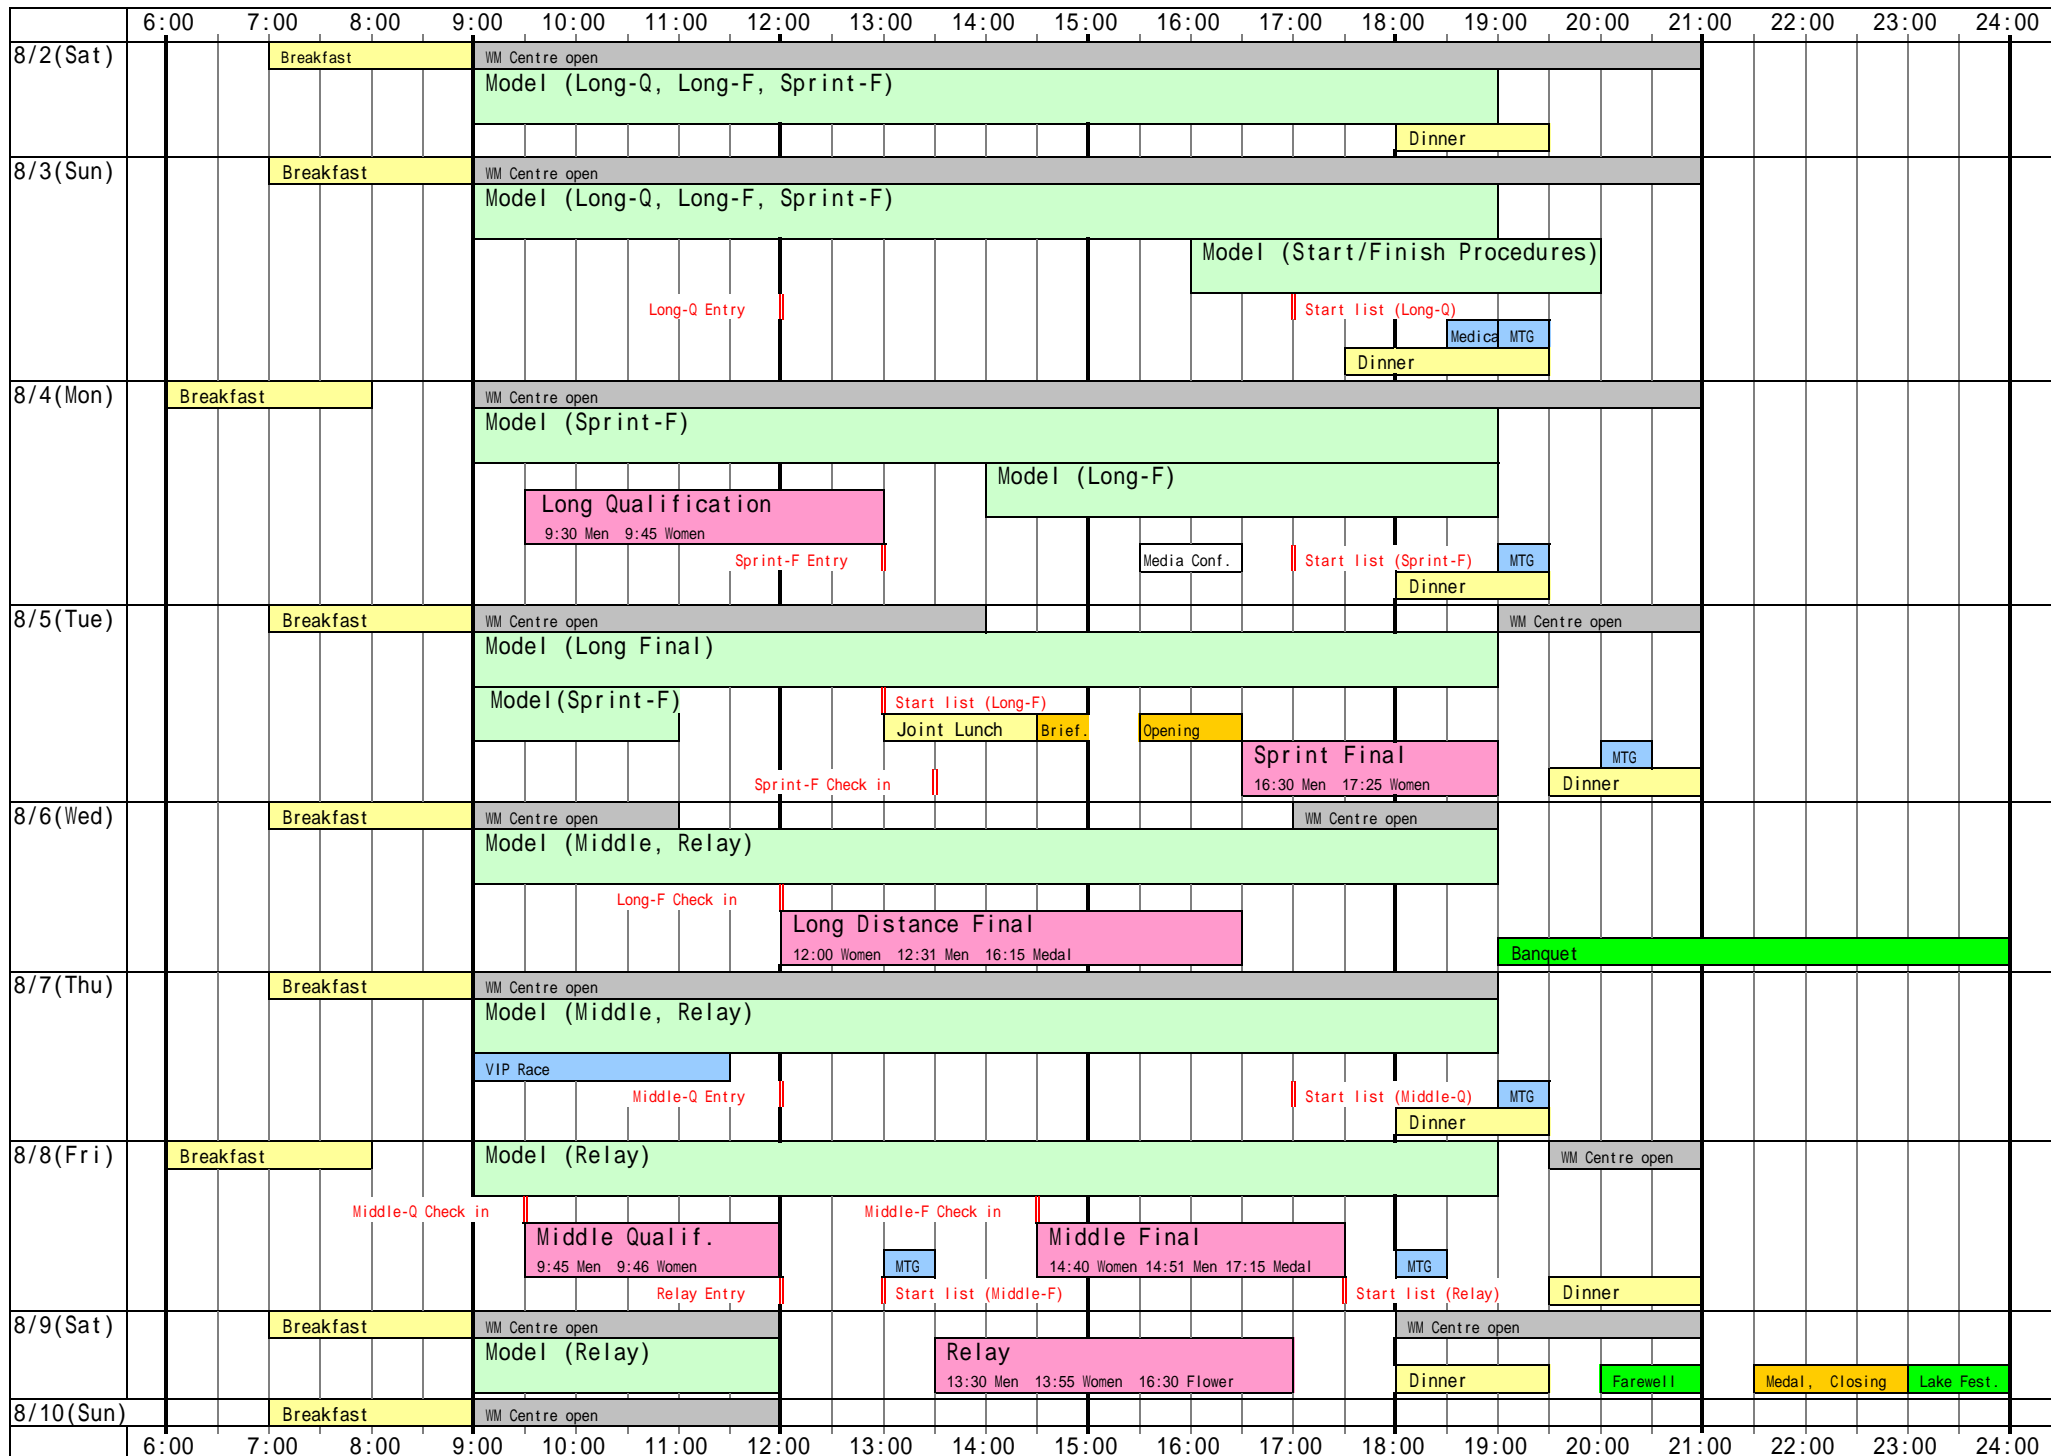 6:00 7:00 8:00 9:00 10:00 11:00 12:00 13:00 14:00 15:00 16:00 17:00 18:00 19:00 20:00 21:00 22:00 23:00 24:00
8/2(Sat) Breakfast WM Centre open
Model (Long-Q, Long-F, Sprint-F)
Dinner
8/3(Sun) Breakfast WM Centre open
Model (Long-Q, Long-F, Sprint-F)
Model (Start/Finish Procedures)
Long-Q Entry Start list (Long-Q)
Medica MTG
Dinner
8/4(Mon) Breakfast WM Centre open
Model (Sprint-F)
Model (Long-F)
Long Qualification
9:30 Men 9:45 Women
Sprint-F Entry Media Conf. Start list (Sprint-F) MTG
Dinner
8/5(Tue) Breakfast WM Centre open WM Centre open
Model (Long Final)
Model(Sprint-F) Start list (Long-F)
Joint Lunch Brief. Opening
Sprint Final MTG
Sprint-F Check in 16:30 Men 17:25 Women Dinner
8/6(Wed) Breakfast WM Centre open WM Centre open
Model (Middle, Relay)
Long-F Check in
Long Distance Final
12:00 Women 12:31 Men 16:15 Medal Banquet
8/7(Thu) Breakfast WM Centre open
Model (Middle, Relay)
VIP Race
Middle-Q Entry Start list (Middle-Q) MTG
Dinner
8/8(Fri) Breakfast Model (Relay) WM Centre open
Middle-Q Check in Middle-F Check in
Middle Qualif. Middle Final
9:45 Men 9:46 Women MTG 14:40 Women 14:51 Men 17:15 Medal MTG
Relay Entry Start list (Middle-F) Start list (Relay) Dinner
8/9(Sat) Breakfast WM Centre open WM Centre open
Model (Relay) Relay
13:30 Men 13:55 Women 16:30 Flower Dinner Farewell Medal, Closing Lake Fest.
8/10(Sun) Breakfast WM Centre open
6:00 7:00 8:00 9:00 10:00 11:00 12:00 13:00 14:00 15:00 16:00 17:00 18:00 19:00 20:00 21:00 22:00 23:00 24:00